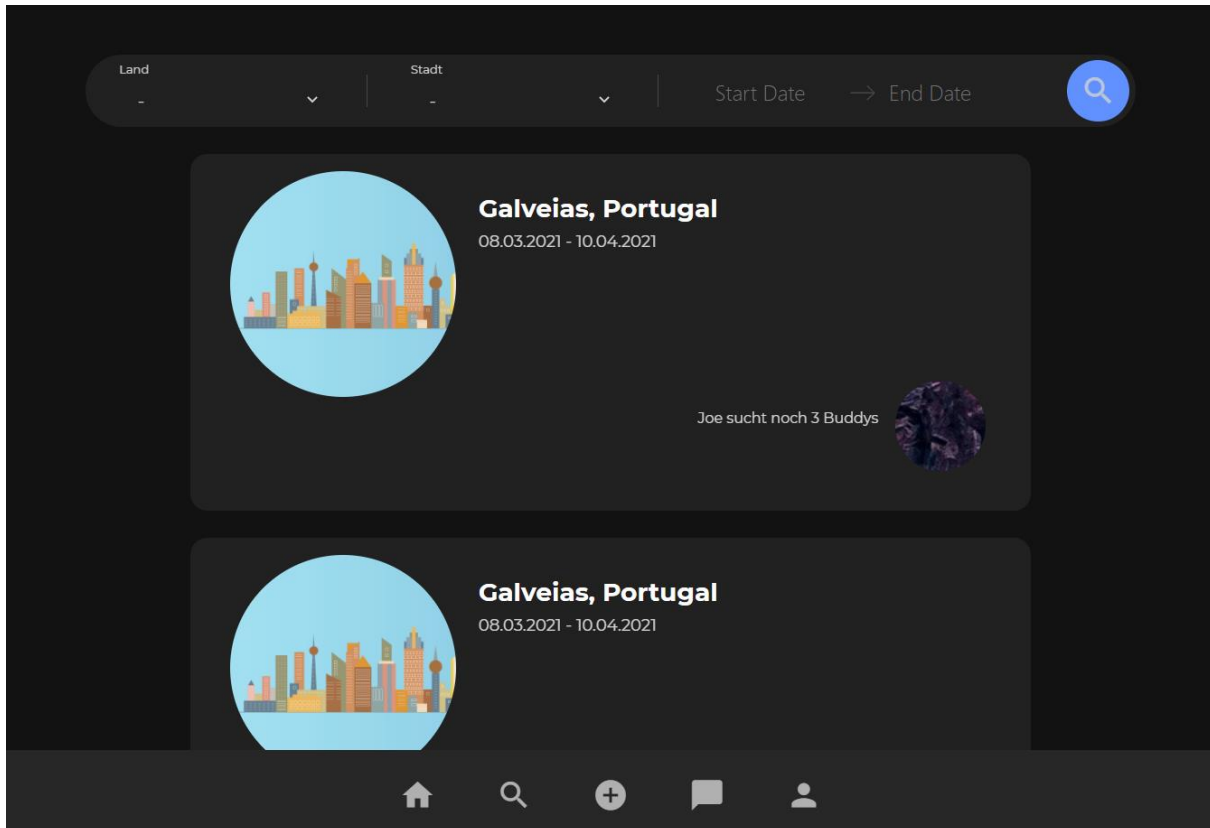 Land
Stadt
-
-
Start Date → End Date
Galveias, Portugal
08.03.2021 - 10.04.2021
Joe sucht noch 3 Buddys
Galveias, Portugal
08.03.2021 - 10.04.2021